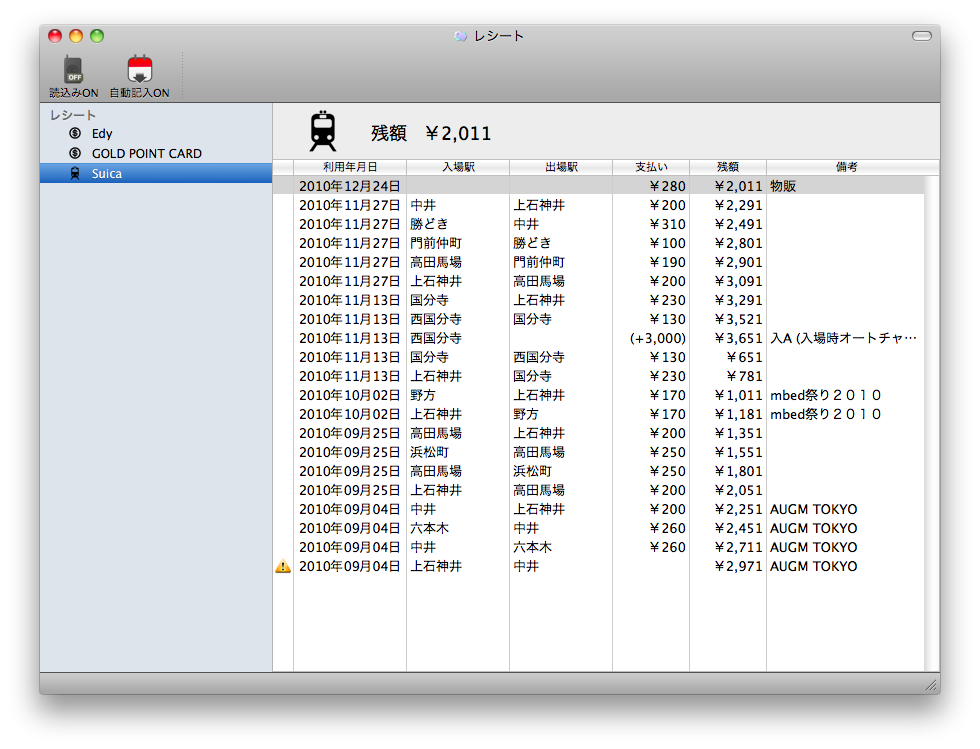 レシート
OFF
読込みON 自動記入ON
レシート
Edy
GOLD POINT CARD
Suica
残額 ￥2,011
利用年月日 入場駅 出場駅 支払い 残額 備考
2010年12月24日 ￥280 ￥2,011 物販
2010年11月27日 中井 上石神井 ￥200 ￥2,291
2010年11月27日 勝どき 中井 ￥310 ￥2,491
2010年11月27日 門前仲町 勝どき ￥100 ￥2,801
2010年11月27日 高田馬場 門前仲町 ￥190 ￥2,901
2010年11月27日 上石神井 高田馬場 ￥200 ￥3,091
2010年11月13日 国分寺 上石神井 ￥230 ￥3,291
2010年11月13日 西国分寺 国分寺 ￥130 ￥3,521
2010年11月13日 西国分寺 (+3,000) ￥3,651 入A (入場時オートチャ…
2010年11月13日 国分寺 西国分寺 ￥130 ￥651
2010年11月13日 上石神井 国分寺 ￥230 ￥781
2010年10月02日 野方 上石神井 ￥170 ￥1,011 mbed祭り２０１０
2010年10月02日 上石神井 野方 ￥170 ￥1,181 mbed祭り２０１０
2010年09月25日 高田馬場 上石神井 ￥200 ￥1,351
2010年09月25日 浜松町 高田馬場 ￥250 ￥1,551
2010年09月25日 高田馬場 浜松町 ￥250 ￥1,801
2010年09月25日 上石神井 高田馬場 ￥200 ￥2,051
2010年09月04日 中井 上石神井 ￥200 ￥2,251 AUGM TOKYO
2010年09月04日 六本木 中井 ￥260 ￥2,451 AUGM TOKYO
2010年09月04日 中井 六本木 ￥260 ￥2,711 AUGM TOKYO
2010年09月04日 上石神井 中井 ￥2,971 AUGM TOKYO